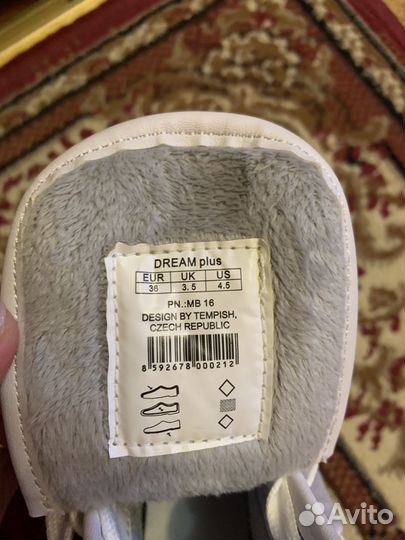 DREAM plus
EUR UK US
36 3.5 4.5
PN.:MB 16
DESIGN BY TEMPISH,
CZECH REPUBLIC
8 592678 000212
Avito